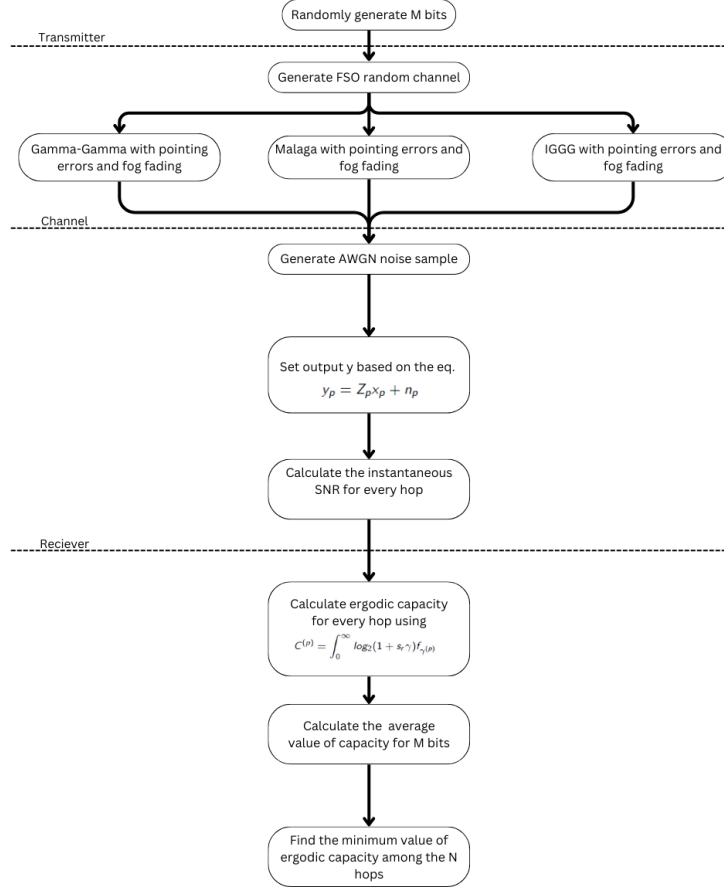 Randomly generate M bits
Transmitter
Generate FSO random channel
Gamma-Gamma with pointing
errors and fog fading
Malaga with pointing errors and
fog fading
IGGG with pointing errors and
fog fading
Channel
Generate AWGN noise sample
Set output y based on the eq.
y_p = Z_p x_p + n_p
Calculate the instantaneous
SNR for every hop
Reciever
Calculate ergodic capacity
for every hop using
C^{(p)} = ∫_0^∞ log_2(1 + s_r γ) f_{γ^{(p)}}
Calculate the average
value of capacity for M bits
Find the minimum value of
ergodic capacity among the N
hops